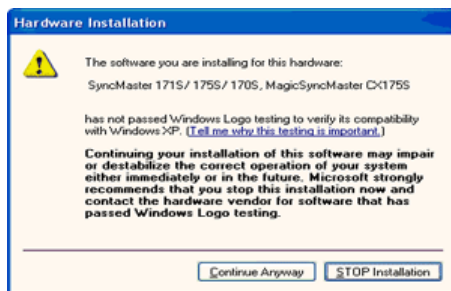 Hardware Installation
The software you are installing for this hardware:
SyncMaster 171S/ 175S/ 170S, MagicSyncMaster CX175S
has not passed Windows Logo testing to verify its compatibility
with Windows XP. (Tell me why this testing is important.)
Continuing your installation of this software may impair
or destabilize the correct operation of your system
either immediately or in the future. Microsoft strongly
recommends that you stop this installation now and
contact the hardware vendor for software that has
passed Windows Logo testing.
Continue Anyway
STOP Installation